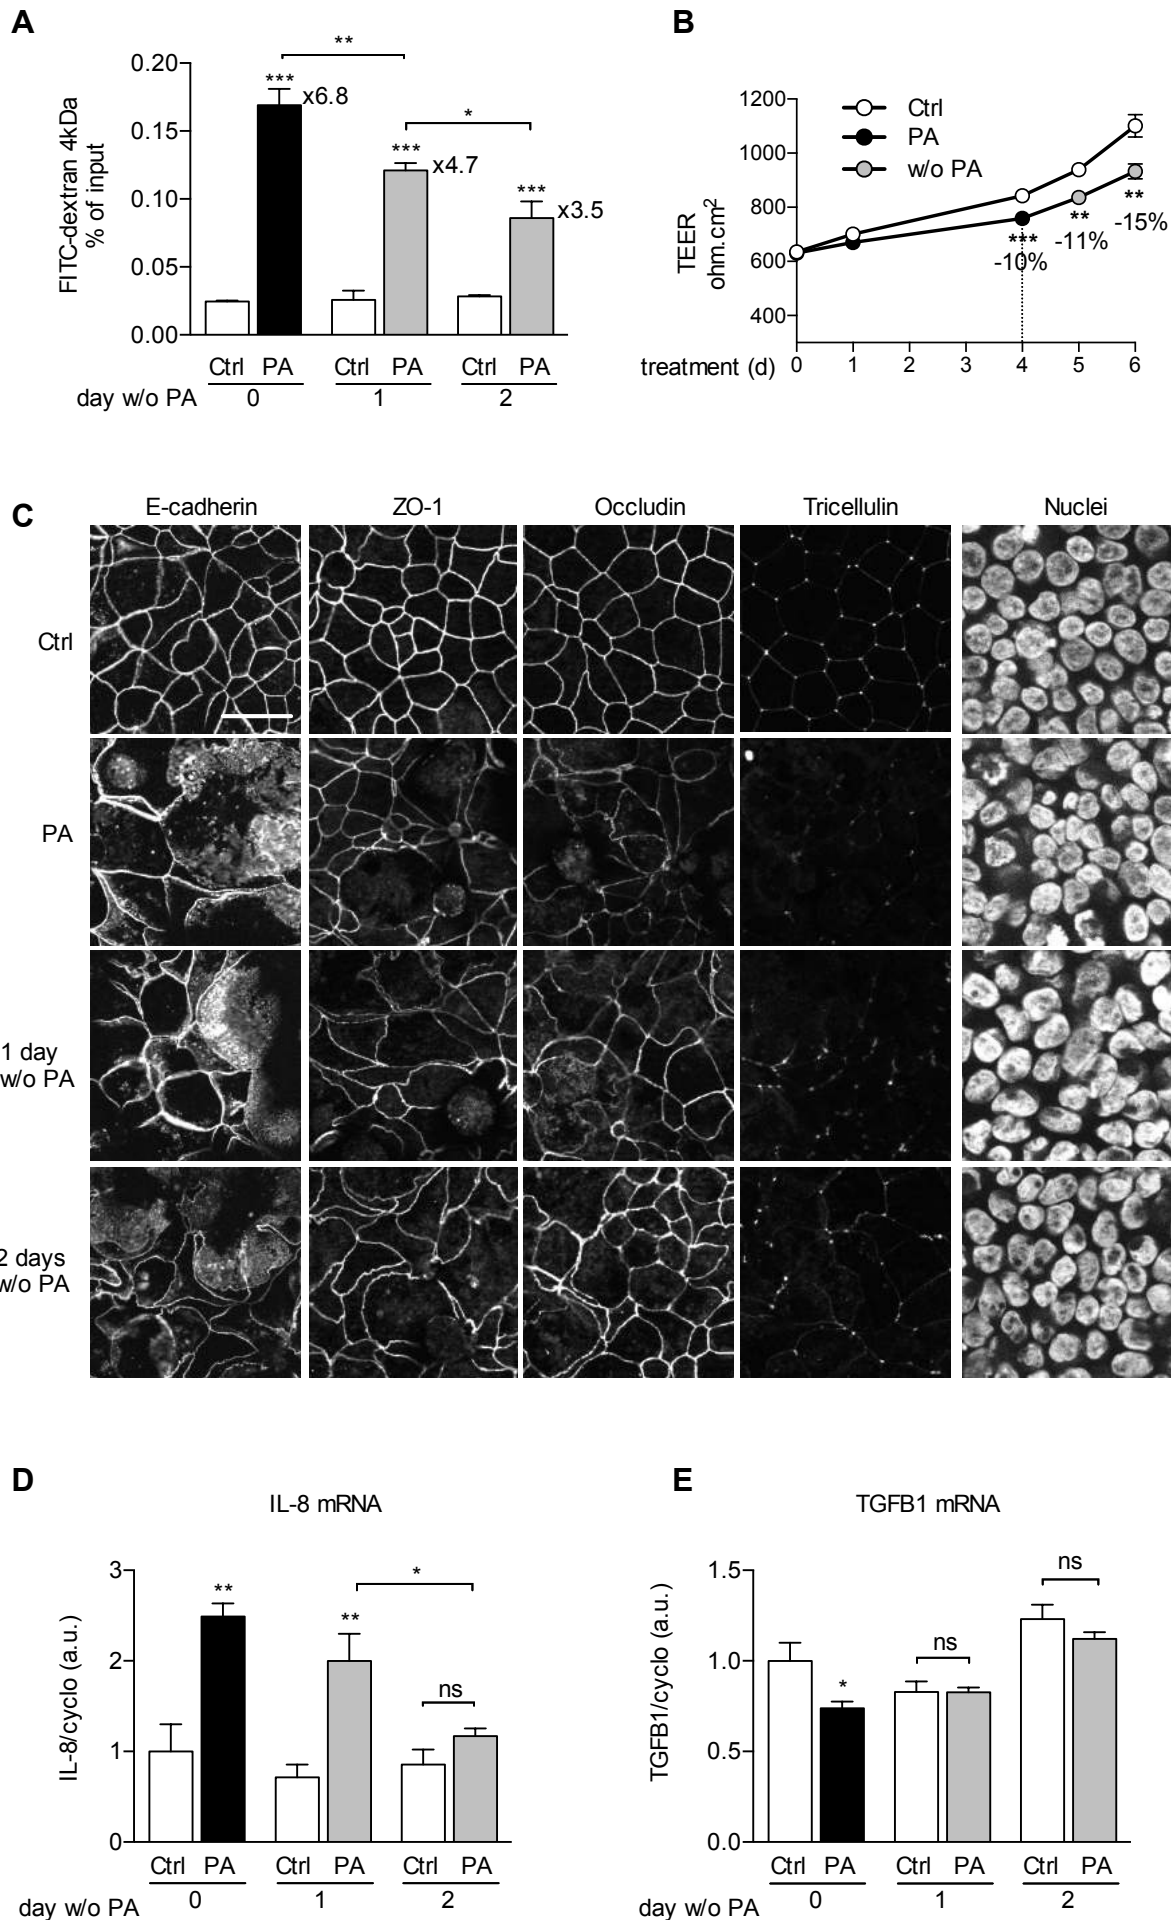 A
FITC-dextran 4kDa
% of input
0.20
0.15
0.10
0.05
0.00
**
***
x6.8
*
***
x4.7
***
x3.5
Ctrl PA Ctrl PA Ctrl PA
day w/o PA 0 1 2
B
TEER
ohm.cm2
1200
1000
800
600
400
Ctrl
PA
w/o PA
***
-10%
**
-11%
**
-15%
treatment (d) 0 1 2 3 4 5 6
C
E-cadherin ZO-1 Occludin Tricellulin Nuclei
Ctrl
PA
1 day
w/o PA
2 days
w/o PA
D
IL-8 mRNA
IL-8/cyclo (a.u.)
3
2
1
0
**
**
*
ns
Ctrl PA Ctrl PA Ctrl PA
day w/o PA 0 1 2
E
TGFB1 mRNA
TGFB1/cyclo (a.u.)
1.5
1.0
0.5
0.0
*
ns
ns
Ctrl PA Ctrl PA Ctrl PA
day w/o PA 0 1 2